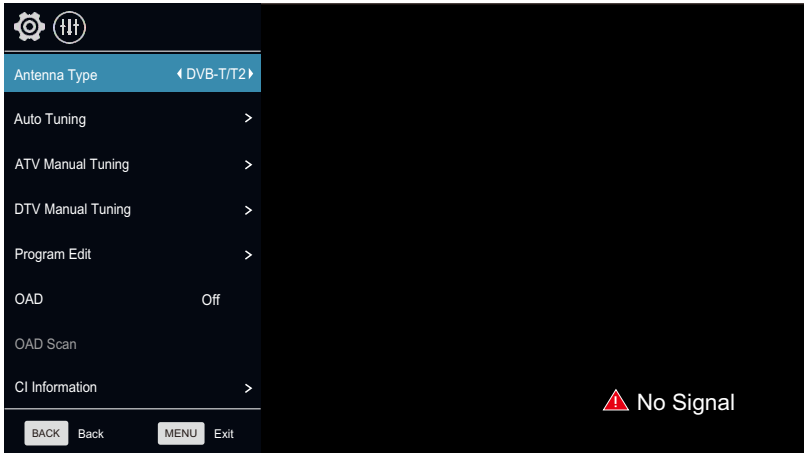 Antenna Type DVB-T/T2
Auto Tuning >
ATV Manual Tuning >
DTV Manual Tuning >
Program Edit >
OAD Off
OAD Scan
CI Information >
No Signal
BACK Back MENU Exit